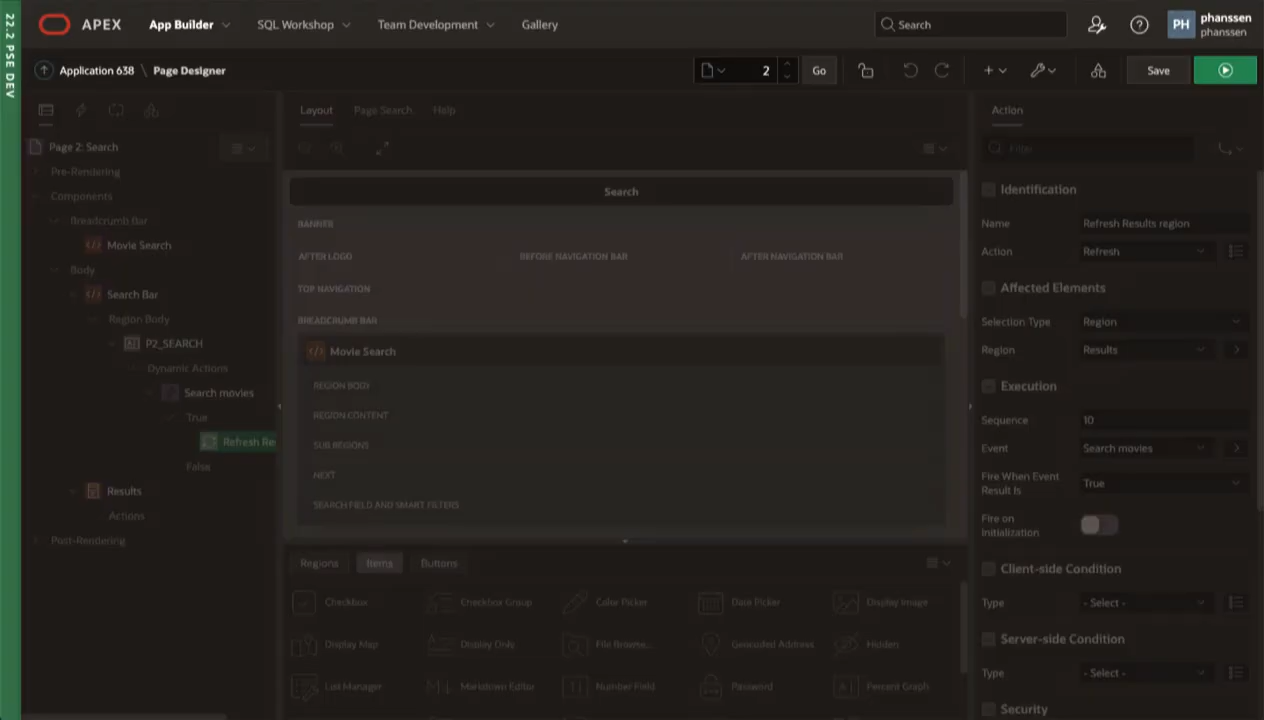 22.2 PSE DEV
APEX App Builder SQL Workshop Team Development Gallery Search PH phanssen
phanssen
Application 638 \ Page Designer 2 Go Save
Layout Page Search Help Action
Page 2: Search Filter
Pre-Rendering
Components
Breadcrumb Bar
Movie Search
Body
Search Bar
Region Body
P2_SEARCH
Dynamic Actions
Search movies
True
Refresh Re
False
Results
Actions
Post-Rendering
Search
BANNER
AFTER LOGO BEFORE NAVIGATION BAR AFTER NAVIGATION BAR
TOP NAVIGATION
BREADCRUMB BAR
Movie Search
REGION BODY
REGION CONTENT
SUB REGIONS
NEXT
SEARCH FIELD AND SMART FILTERS
Regions Items Buttons
Checkbox Checkbox Group Color Picker Date Picker Display Image
Display Map Display Only File Browse... Geocoded Address Hidden
List Manager Markdown Editor Number Field Password Percent Graph
Identification
Name Refresh Results region
Action Refresh
Affected Elements
Selection Type Region
Region Results
Execution
Sequence 10
Event Search movies
Fire When Event
Result Is True
Fire on
Initialization
Client-side Condition
Type - Select -
Server-side Condition
Type - Select -
Security